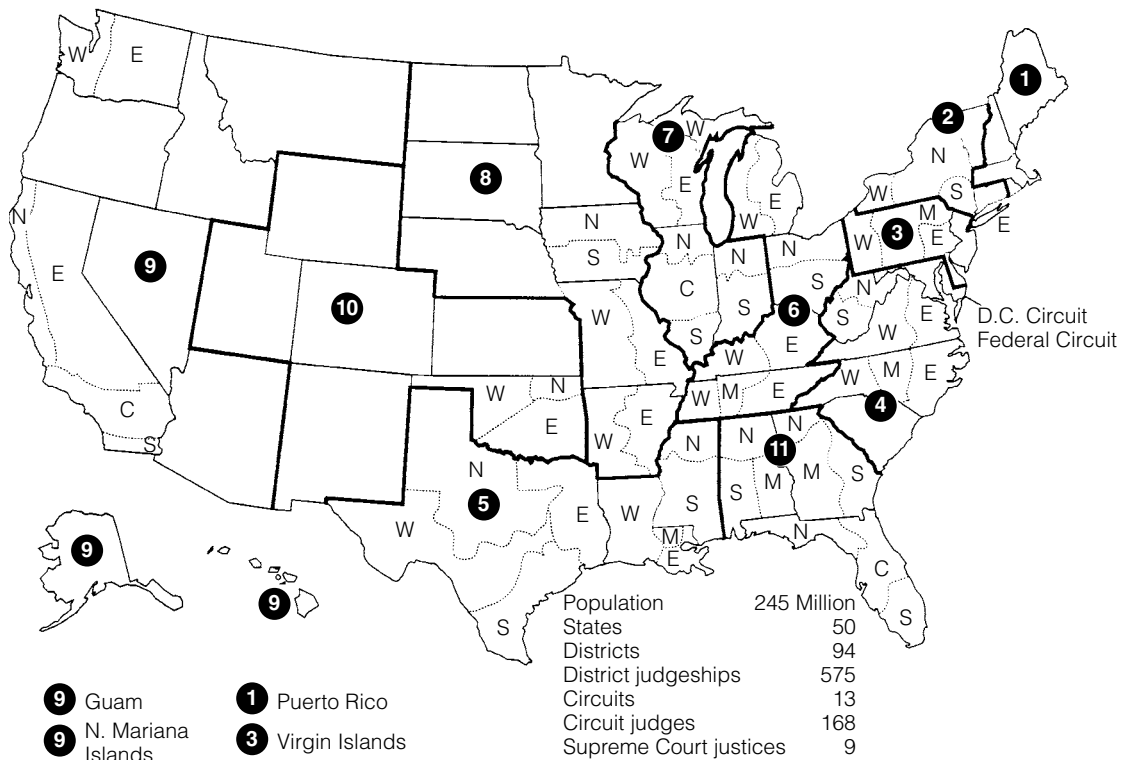 W E
1
2
7 W
W N
8 E
E W S
N W M
N N 3 E
E 9 S N N W E
10 C S N E
6
W S S W
E D.C. Circuit
W E Federal Circuit
E W M E
W N W M E
C E 4
E W N N
S N 11
N M M S
5 S S
W E W N
M
9 E
C
9 S
S
Population 245 Million
States 50
Districts 94
District judgeships 575
Circuits 13
Circuit judges 168
Supreme Court justices 9
9 Guam
9 N. Mariana
Islands
1 Puerto Rico
3 Virgin Islands